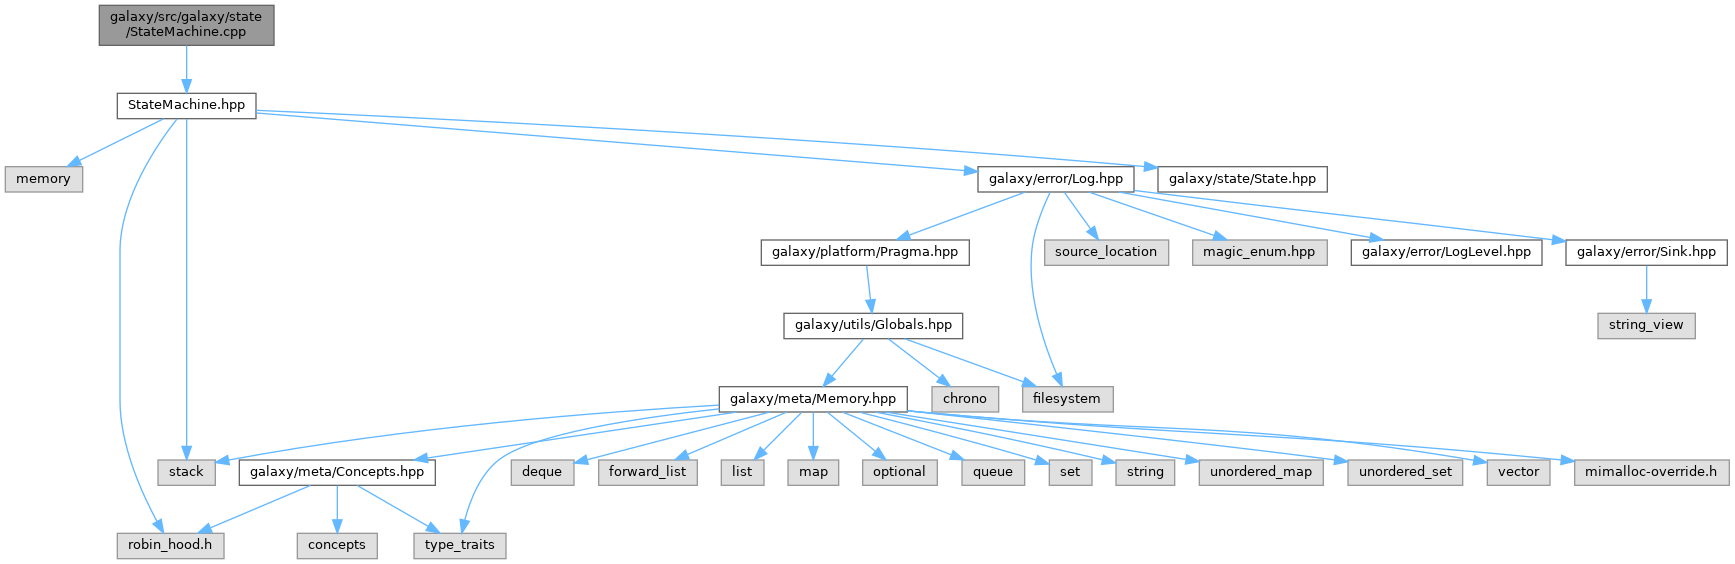 galaxy/src/galaxy/state
/StateMachine.cpp
StateMachine.hpp
memory
galaxy/error/Log.hpp
galaxy/state/State.hpp
galaxy/platform/Pragma.hpp
source_location
magic_enum.hpp
galaxy/error/LogLevel.hpp
galaxy/error/Sink.hpp
galaxy/utils/Globals.hpp
string_view
galaxy/meta/Memory.hpp
chrono
filesystem
stack
galaxy/meta/Concepts.hpp
deque
forward_list
list
map
optional
queue
set
string
unordered_map
unordered_set
vector
mimalloc-override.h
robin_hood.h
concepts
type_traits